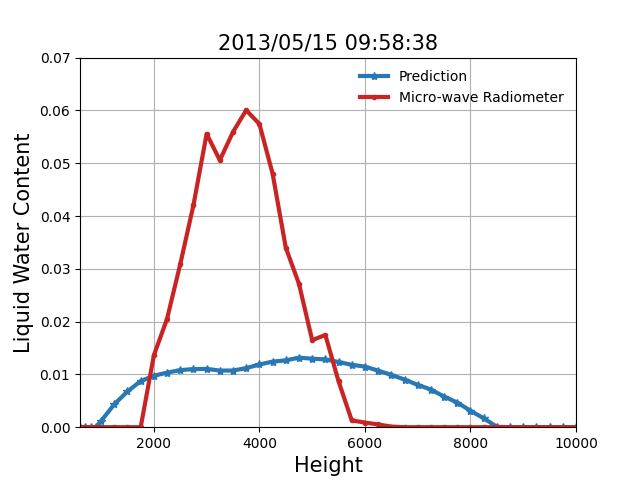 2013/05/15 09:58:38
Prediction
Micro-wave Radiometer
Liquid Water Content
0.07
0.06
0.05
0.04
0.03
0.02
0.01
0.00
2000 4000 6000 8000 10000
Height